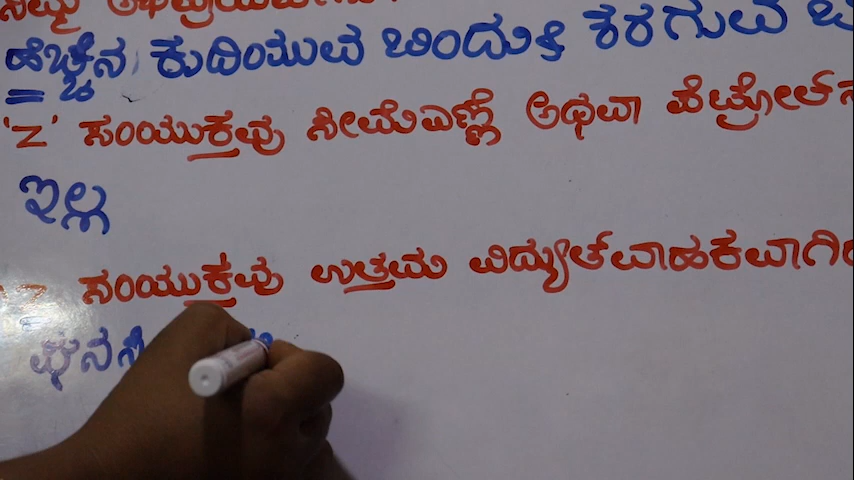 ಹೆಚ್ಚಿನ ಕುದಿಯುವ ಬಿಂದು& ಕರಗುವ
'Z' ಸಂಯುಕ್ತವು ಸೀಮೆಎಣ್ಣೆ ಅಥವಾ ಪೆಟ್ರೋಲ್‌ನ
ಇಲ್ಲ
ಸಂಯುಕ್ತವು ಉತ್ತಮ ವಿದ್ಯುತ್‌ವಾಹಕವಾಗಿ